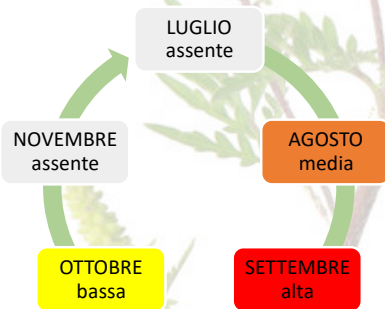 LUGLIO
assente
AGOSTO
media
SETTEMBRE
alta
OTTOBRE
bassa
NOVEMBRE
assente